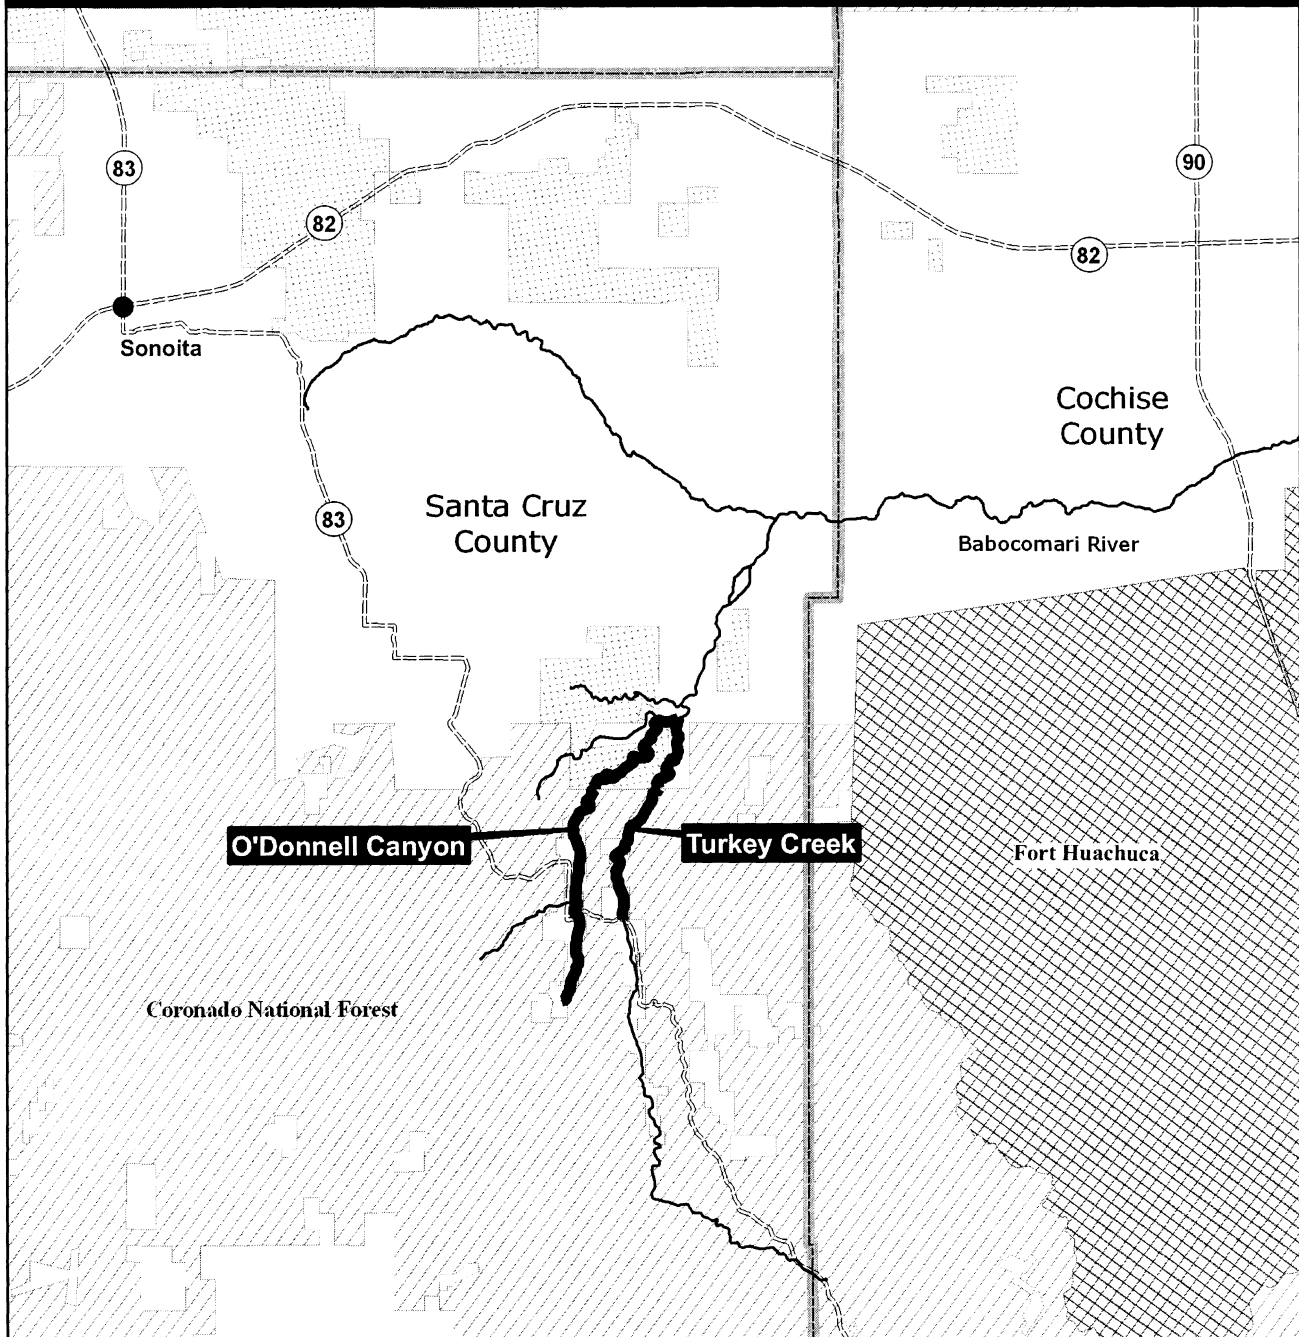 83
90
82
82
Sonoita
Cochise
County
Santa Cruz
County
83
Babocomari River
O'Donnell Canyon
Turkey Creek
Fort Huachuca
Coronado National Forest